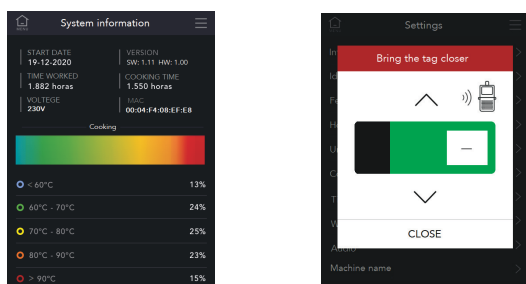 MENU
System information
START DATE
19-12-2020
VERSION
SW: 1.11 HW: 1.00
TIME WORKED
1.882 horas
COOKING TIME
1.550 horas
VOLTEGE
230V
MAC
00:04:F4:08:EF:E8
Cooking
< 60°C 13%
60°C - 70°C 24%
70°C - 80°C 25%
80°C - 90°C 23%
> 90°C 15%
MENU
Settings
Bring the tag closer
CLOSE
Audio
Machine name